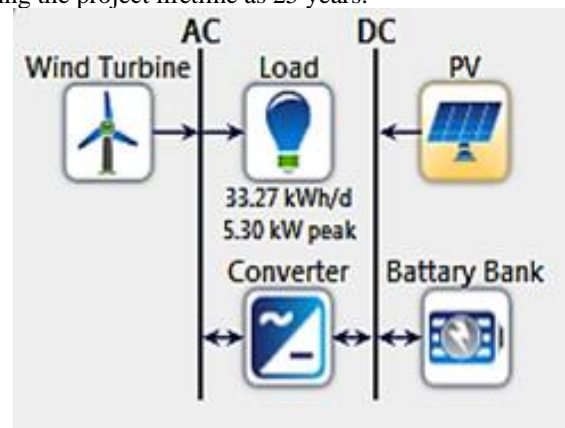 ng the project lifetime as 25 years.
AC DC
Wind Turbine Load PV
33.27 kWh/d
5.30 kW peak
Converter Battary Bank